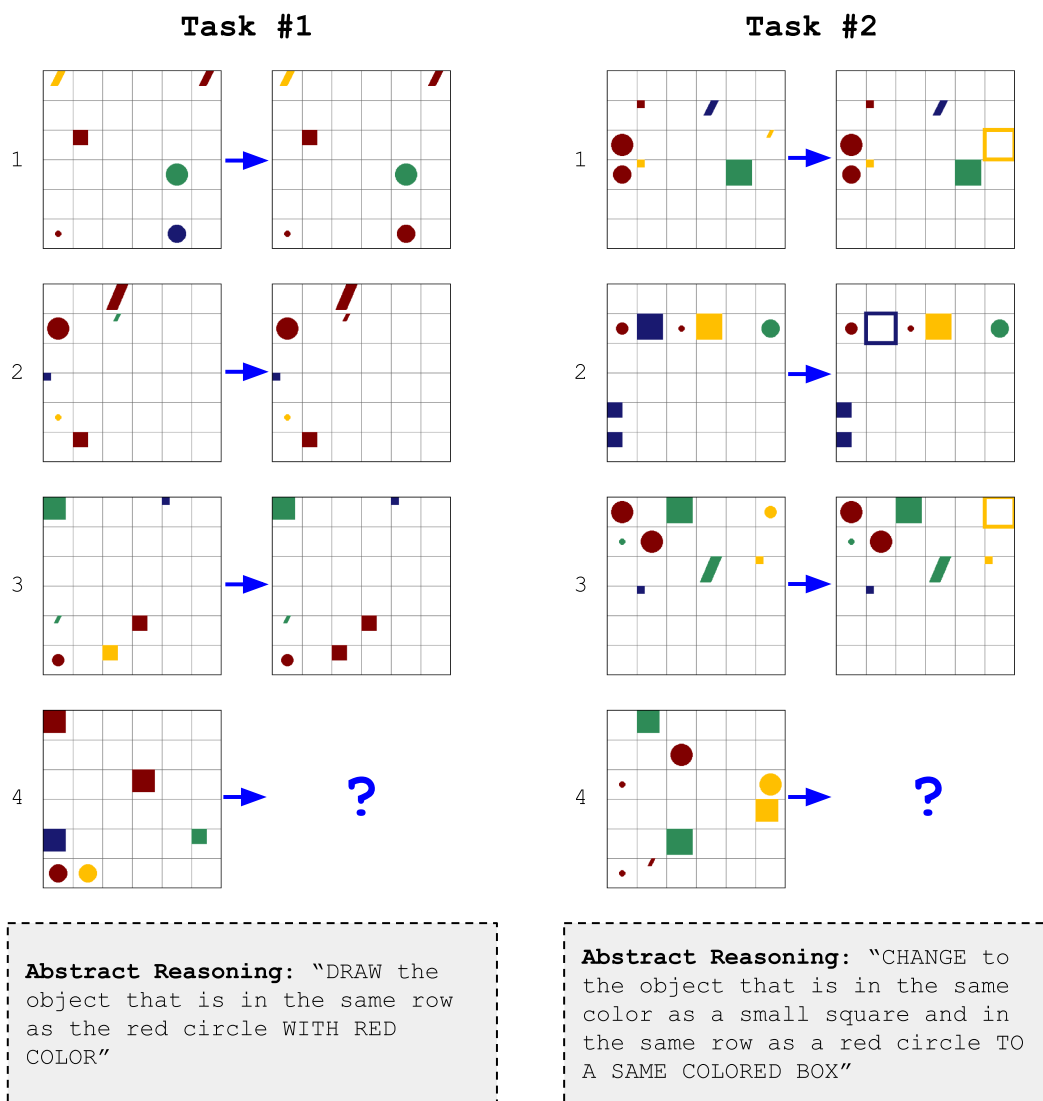 Task #1
Task #2
1
1
2
2
3
3
4
?
4
?
Abstract Reasoning: “DRAW the
object that is in the same row
as the red circle WITH RED
COLOR”
Abstract Reasoning: “CHANGE to
the object that is in the same
color as a small square and in
the same row as a red circle TO
A SAME COLORED BOX”